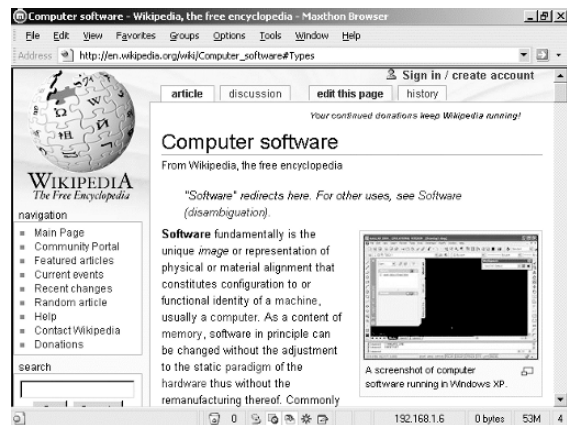 Computer software - Wikipedia, the free encyclopedia - Maxthon Browser
File Edit View Favorites Groups Options Tools Window Help
Address http://en.wikipedia.org/wiki/Computer_software#Types
Sign in / create account
article discussion edit this page history
Your continued donations keep Wikipedia running!
Computer software
From Wikipedia, the free encyclopedia
"Software" redirects here. For other uses, see Software
(disambiguation).
Software fundamentally is the
unique image or representation of
physical or material alignment that
constitutes configuration to or
functional identity of a machine,
usually a computer. As a content of
memory, software in principle can
be changed without the adjustment
to the static paradigm of the
hardware thus without the
remanufacturing thereof. Commonly
A screenshot of computer
software running in Windows XP.
WIKIPEDIA
The Free Encyclopedia
navigation
Main Page
Community Portal
Featured articles
Current events
Recent changes
Random article
Help
Contact Wikipedia
Donations
search
0 192.168.1.6 0 bytes 53M 4